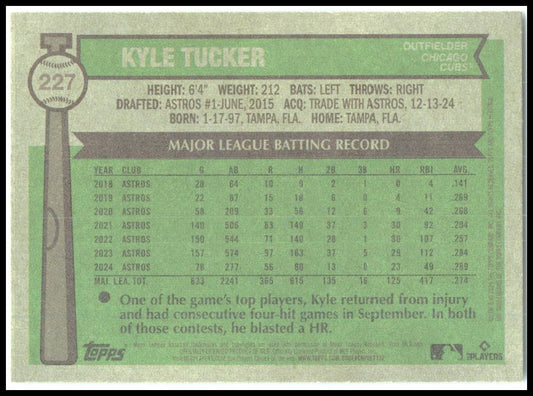 227
KYLE TUCKER
OUTFIELDER
CHICAGO
CUBS™
HEIGHT: 6'4" WEIGHT: 212 BATS: LEFT THROWS: RIGHT
DRAFTED: ASTROS #1-JUNE, 2015 ACQ: TRADE WITH ASTROS, 12-13-24
BORN: 1-17-97, TAMPA, FLA. HOME: TAMPA, FLA.
MAJOR LEAGUE BATTING RECORD
YEAR CLUB G AB R H 2B 3B HR RBI AVG.
2018 ASTROS 28 64 10 9 2 1 0 4 .141
2019 ASTROS 22 67 15 18 6 0 4 11 .269
2020 ASTROS 58 209 33 56 12 6 9 42 .268
2021 ASTROS 140 506 83 149 37 3 30 92 .294
2022 ASTROS 150 544 71 140 28 1 30 107 .257
2023 ASTROS 157 574 97 163 37 5 29 112 .284
2024 ASTROS 78 277 56 80 13 0 23 49 .289
MAJ. LEA. TOT. 633 2241 365 615 135 16 125 417 .274
One of the game's top players, Kyle returned from injury
and had consecutive four-hit games in September. In both
of those contests, he blasted a HR.
Topps
PLAYERS